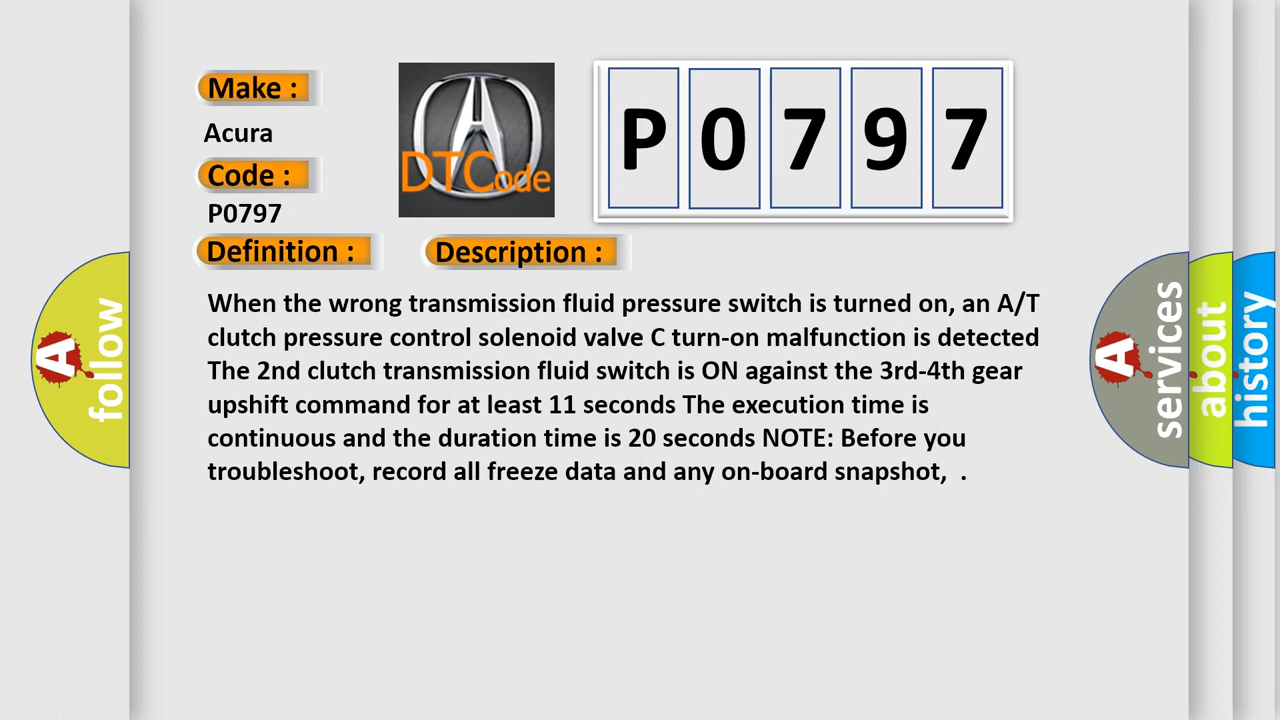 Make :
Acura
Code :
P0797
DTCode
P0797
Definition :
Description :
When the wrong transmission fluid pressure switch is turned on, an A/T
clutch pressure control solenoid valve C turn-on malfunction is detected
The 2nd clutch transmission fluid switch is ON against the 3rd-4th gear
upshift command for at least 11 seconds The execution time is
continuous and the duration time is 20 seconds NOTE: Before you
troubleshoot, record all freeze data and any on-board snapshot,  .
A follow
A services
about
history